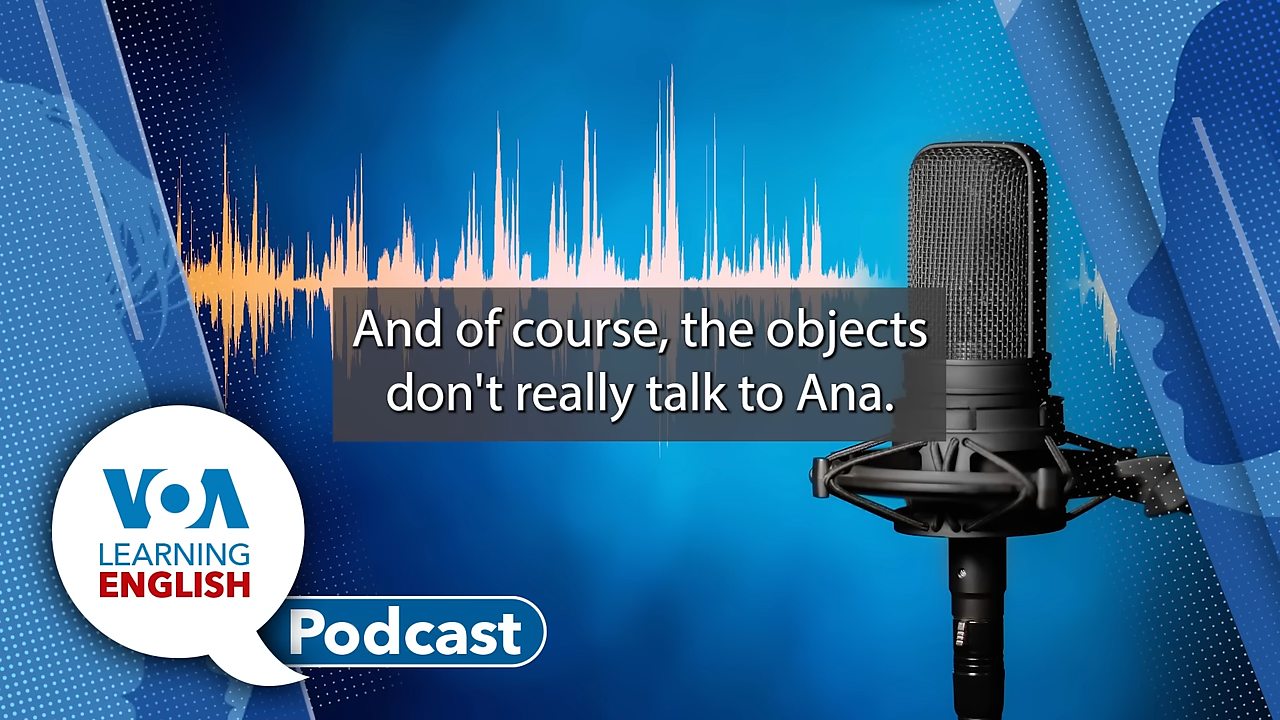 And of course, the objects
don't really talk to Ana.
VOA
LEARNING
ENGLISH
Podcast